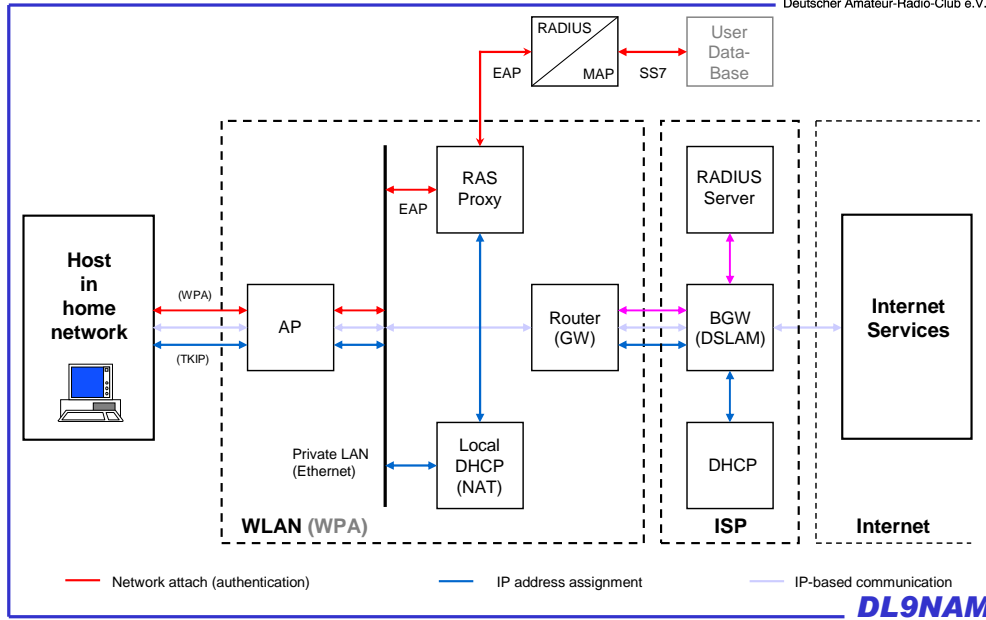 Deutscher Amateur-Radio-Club e.V.
RADIUS
MAP
User
Data-
Base
EAP
SS7
RAS
Proxy
RADIUS
Server
EAP
Host
in
home
network
(WPA)
(TKIP)
AP
Router
(GW)
BGW
(DSLAM)
Internet
Services
Private LAN
(Ethernet)
Local
DHCP
(NAT)
DHCP
WLAN (WPA)
ISP
Internet
Network attach (authentication)
IP address assignment
IP-based communication
DL9NAM